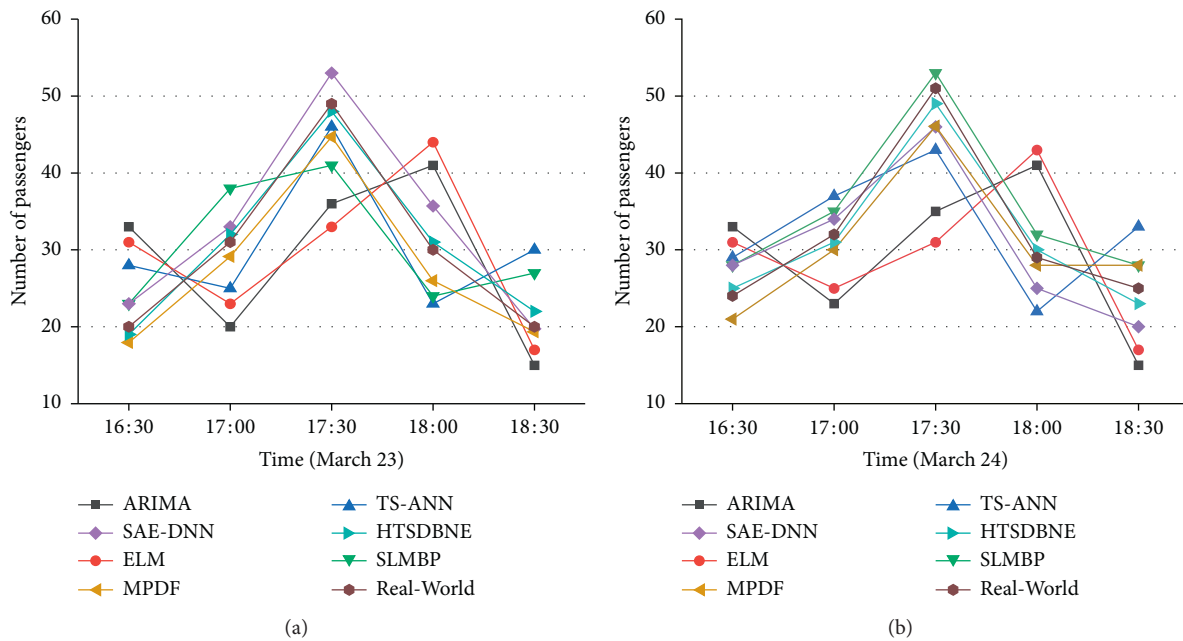 60
50
40
30
20
10
Number of passengers
16:30 17:00 17:30 18:00 18:30
Time (March 23)
ARIMA TS-ANN
SAE-DNN HTSDBNE
ELM SLMBP
MPDF Real-World
(a)
60
50
40
30
20
10
Number of passengers
16:30 17:00 17:30 18:00 18:30
Time (March 24)
ARIMA TS-ANN
SAE-DNN HTSDBNE
ELM SLMBP
MPDF Real-World
(b)